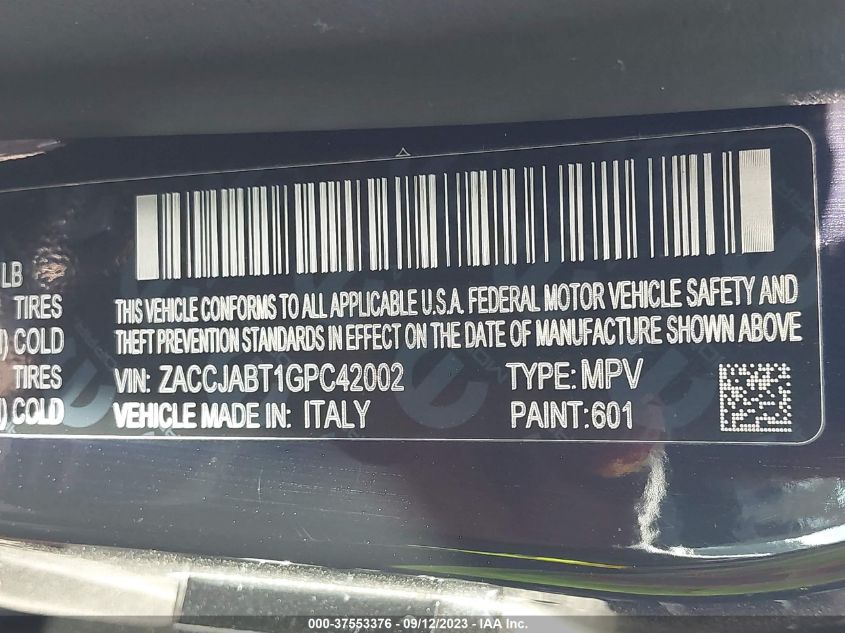 LB
TIRES
THIS VEHICLE CONFORMS TO ALL APPLICABLE U.S.A. FEDERAL MOTOR VEHICLE SAFETY AND
) COLD
THEFT PREVENTION STANDARDS IN EFFECT ON THE DATE OF MANUFACTURE SHOWN ABOVE
TIRES
VIN: ZACCJABT1GPC42002
TYPE: MPV
) COLD
VEHICLE MADE IN: ITALY
PAINT:601
000-37553376 - 09/12/2023 - © IAA Inc.